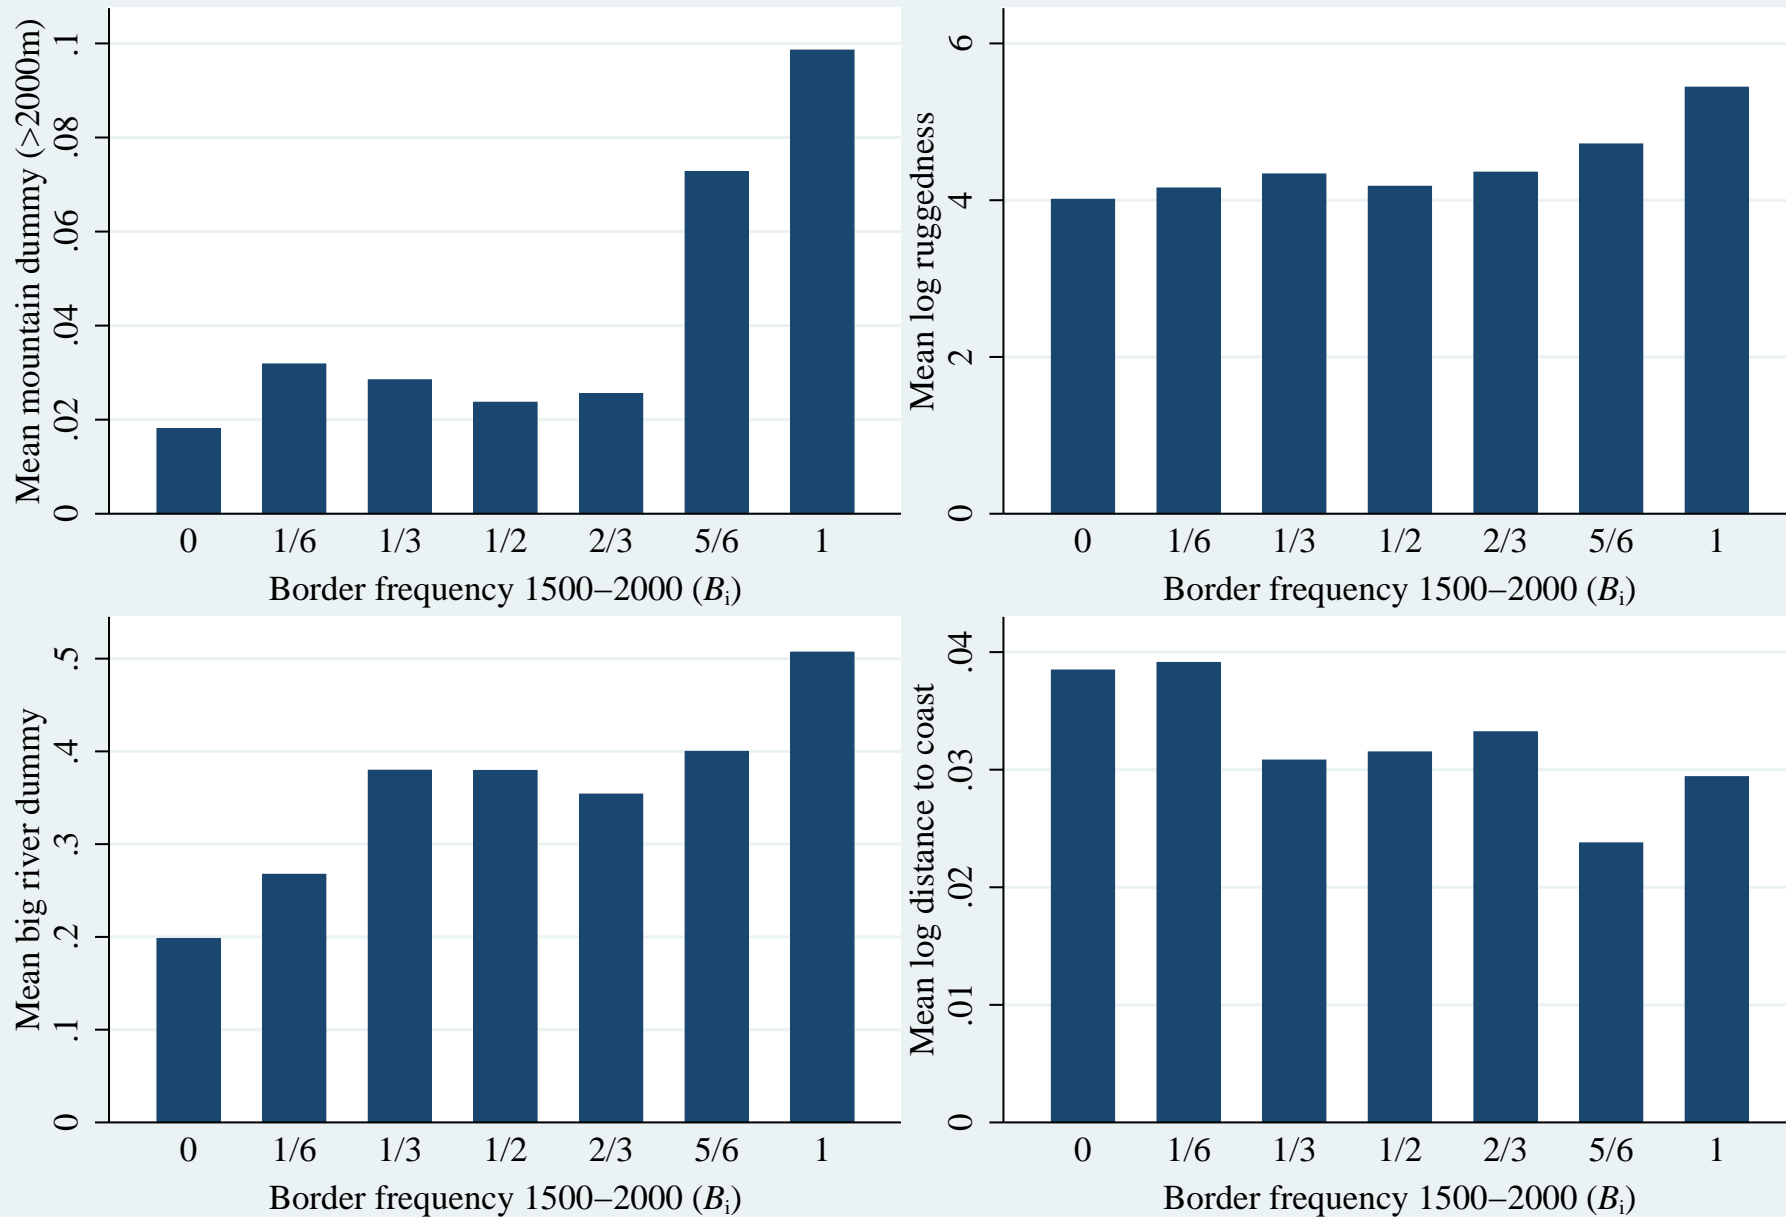 Mean mountain dummy (>2000m)
.1
.08
.06
.04
.02
0
0 1/6 1/3 1/2 2/3 5/6 1
Border frequency 1500–2000 (Bi)
Mean log ruggedness
6
4
2
0
0 1/6 1/3 1/2 2/3 5/6 1
Border frequency 1500–2000 (Bi)
Mean big river dummy
.5
.4
.3
.2
.1
0
0 1/6 1/3 1/2 2/3 5/6 1
Border frequency 1500–2000 (Bi)
Mean log distance to coast
.04
.03
.02
.01
0
0 1/6 1/3 1/2 2/3 5/6 1
Border frequency 1500–2000 (Bi)